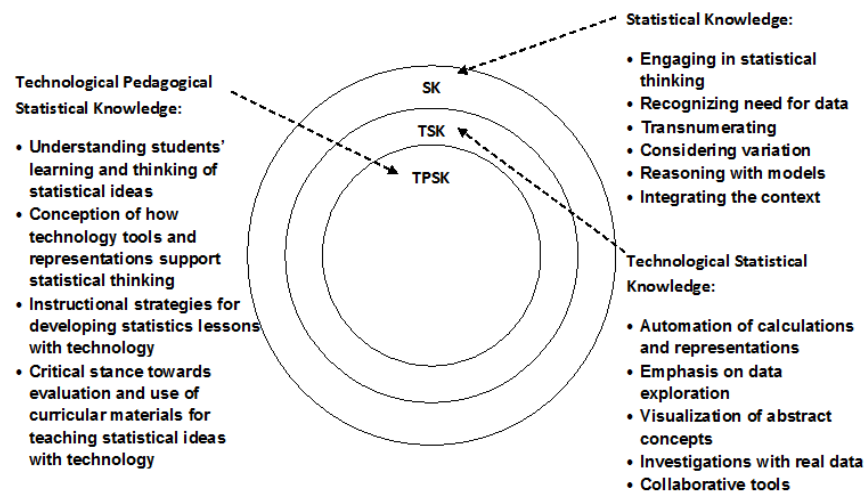 Technological Pedagogical
Statistical Knowledge:
• Understanding students'
learning and thinking of
statistical ideas
• Conception of how
technology tools and
representations support
statistical thinking
• Instructional strategies for
developing statistics lessons
with technology
• Critical stance towards
evaluation and use of
curricular materials for
teaching statistical ideas
with technology
SK
TSK
TPSK
Statistical Knowledge:
• Engaging in statistical
thinking
• Recognizing need for data
• Transnumerating
• Considering variation
• Reasoning with models
• Integrating the context
Technological Statistical
Knowledge:
• Automation of calculations
and representations
• Emphasis on data
exploration
• Visualization of abstract
concepts
• Investigations with real data
• Collaborative tools